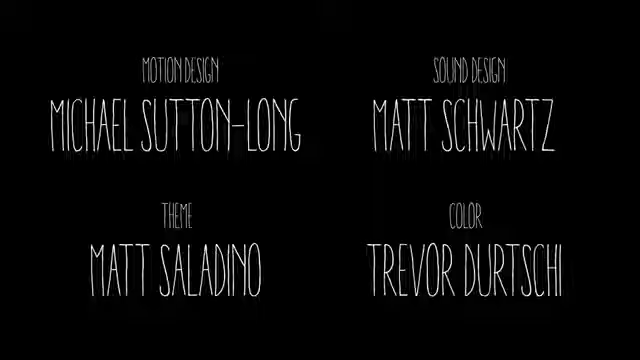 MOTION DESIGN
MICHAEL SUTTON-LONG
SOUND DESIGN
MATT SCHWARTZ
THEME
MATT SALADINO
COLOR
TREVOR DURTSCHI